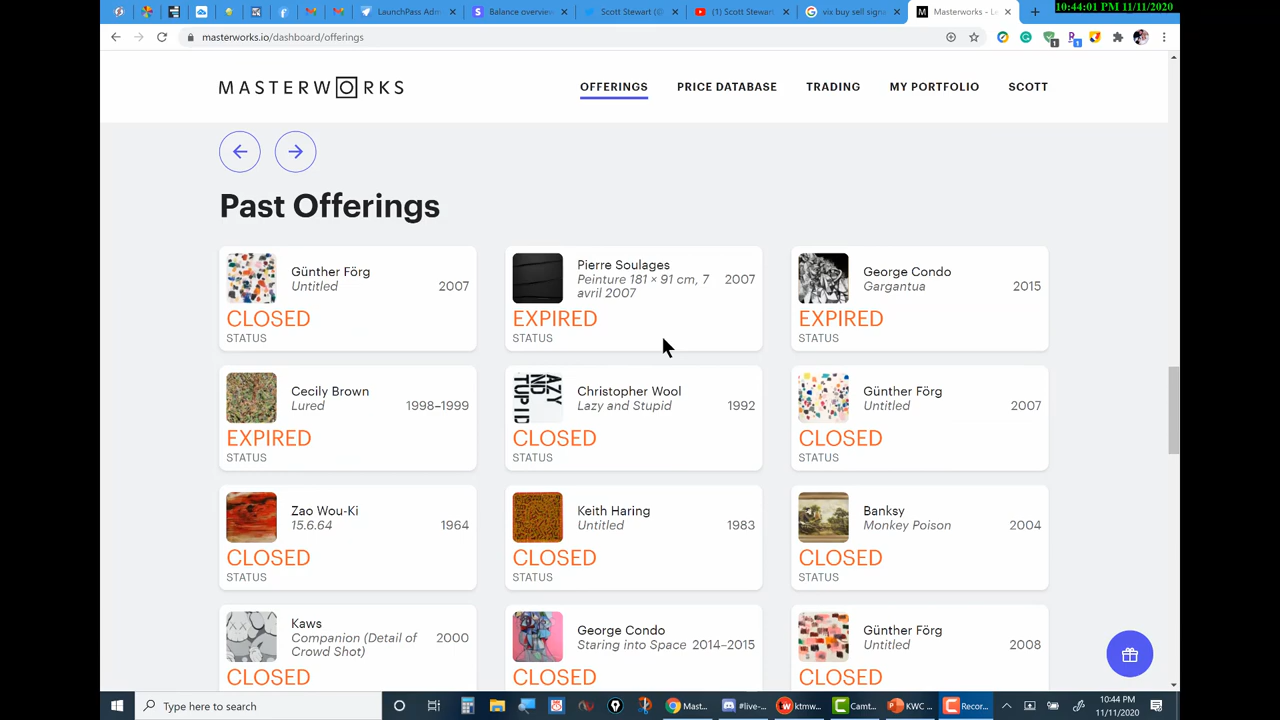 10:44:01 PM 11/11/2020
LaunchPass Adm
Balance overview
Scott Stewart (@
(1) Scott Stewart
vix buy sell signa
Masterworks - Le
masterworks.io/dashboard/offerings
MASTERWORKS
OFFERINGS
PRICE DATABASE
TRADING
MY PORTFOLIO
SCOTT
Past Offerings
Günther Förg
Untitled
2007
CLOSED
STATUS
Pierre Soulages
Peinture 181 × 91 cm, 7
avril 2007
2007
EXPIRED
STATUS
George Condo
Gargantua
2015
EXPIRED
STATUS
Cecily Brown
Lured
1998–1999
EXPIRED
STATUS
AZY
AND
TUPID
Christopher Wool
Lazy and Stupid
1992
CLOSED
STATUS
Günther Förg
Untitled
2007
CLOSED
STATUS
Zao Wou-Ki
15.6.64
1964
CLOSED
STATUS
Keith Haring
Untitled
1983
CLOSED
STATUS
Banksy
Monkey Poison
2004
CLOSED
STATUS
Kaws
Companion (Detail of
Crowd Shot)
2000
CLOSED
George Condo
Staring into Space
2014–2015
CLOSED
Günther Förg
Untitled
2008
CLOSED
Type here to search
Mast...
#live-...
ktmw...
Camt...
KWC ...
Recor...
10:44 PM
11/11/2020